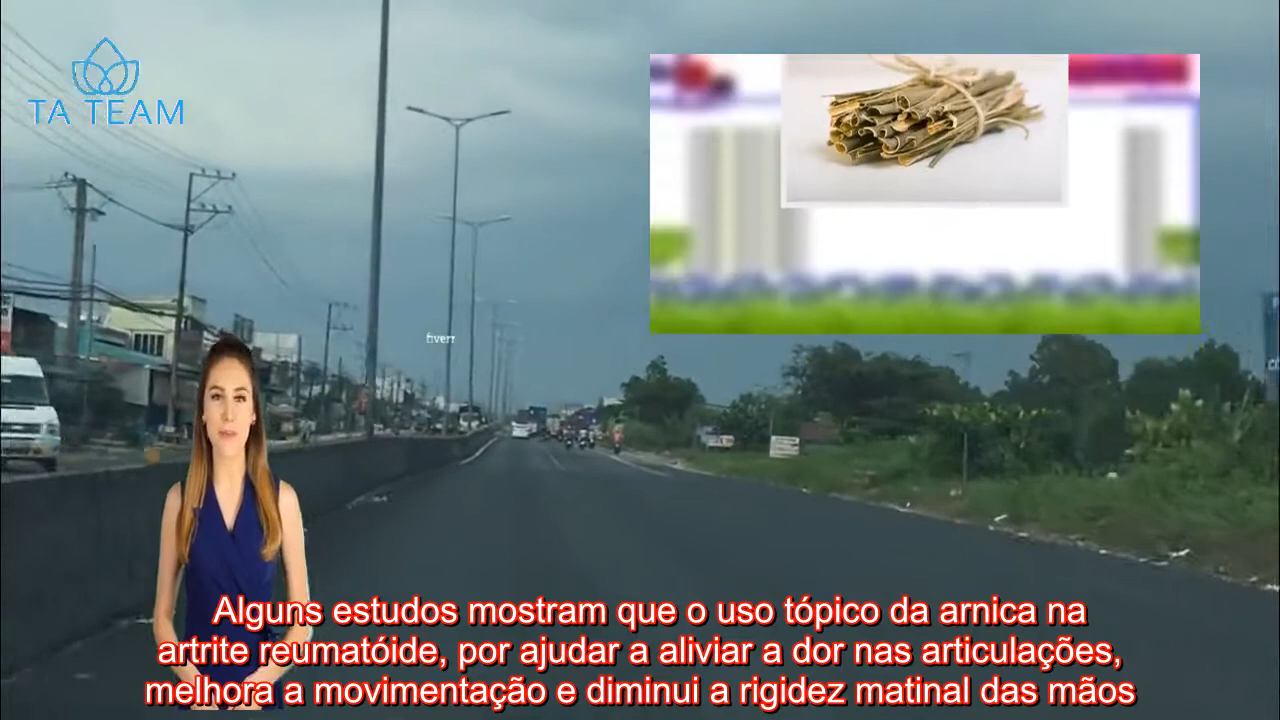 TA TEAM
fiverr
Alguns estudos mostram que o uso tópico da arnica na
artrite reumatóide, por ajudar a aliviar a dor nas articulações,
melhora a movimentação e diminui a rigidez matinal das mãos